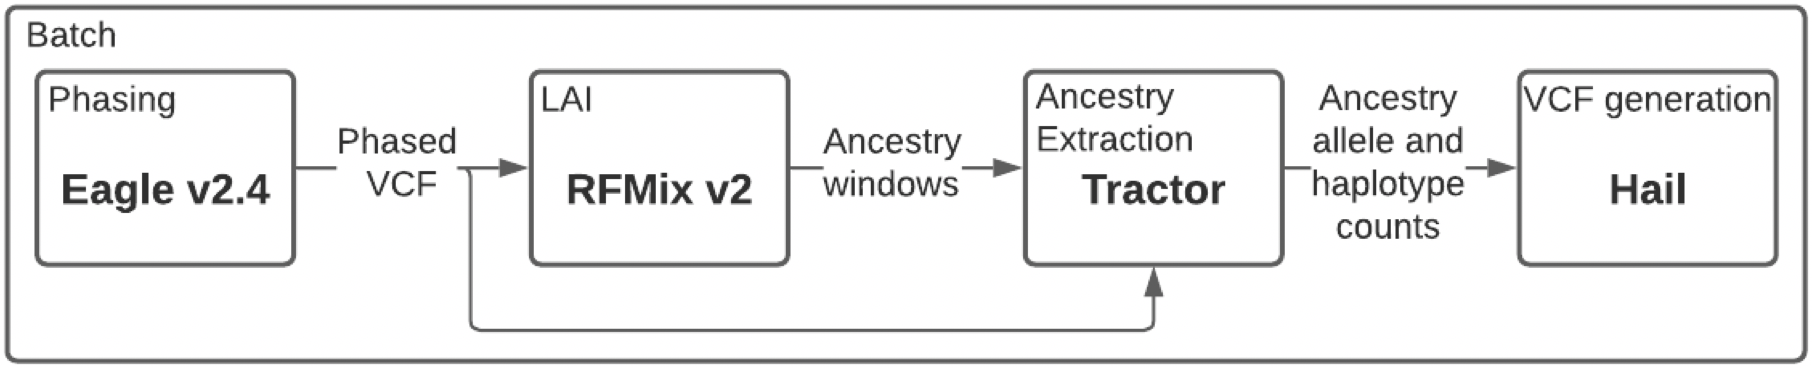 Batch
Phasing
Eagle v2.4
Phased
VCF
LAI
RFMix v2
Ancestry
windows
Ancestry
Extraction
Tractor
Ancestry
allele and
haplotype
counts
VCF generation
Hail